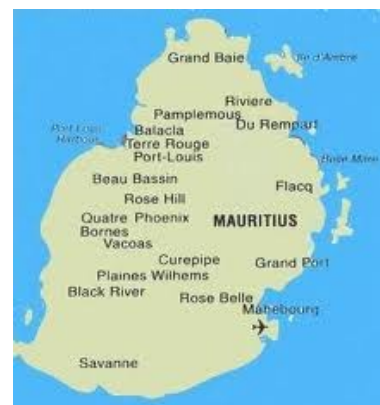 Grand Baie
Ile d'Ambre
Riviere
Pamplemous
Du Rempart
Port Louis
Harbour
Balacla
Terre Rouge
Port-Louis
Beau Bassin
Flacq
Rose Hill
Quatre Phoenix
MAURITIUS
Bornes
Vacoas
Curepipe
Grand Port
Plaines Wilhems
Black River
Rose Belle
Mahebourg
Savanne